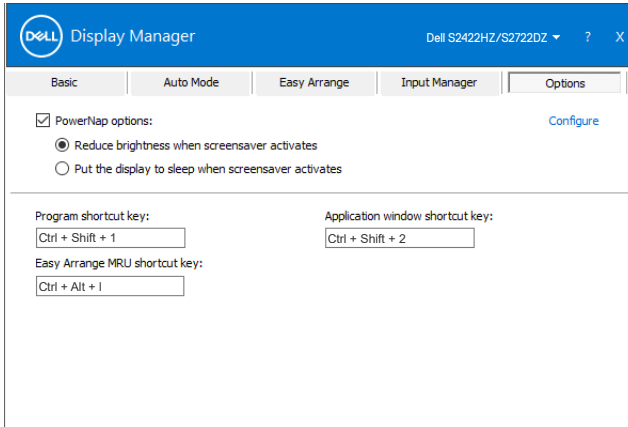 DELL Display Manager Dell S2422HZ/S2722DZ ? X
Basic Auto Mode Easy Arrange Input Manager Options
PowerNap options: Configure
Reduce brightness when screensaver activates
Put the display to sleep when screensaver activates
Program shortcut key: Application window shortcut key:
Ctrl + Shift + 1 Ctrl + Shift + 2
Easy Arrange MRU shortcut key:
Ctrl + Alt + l